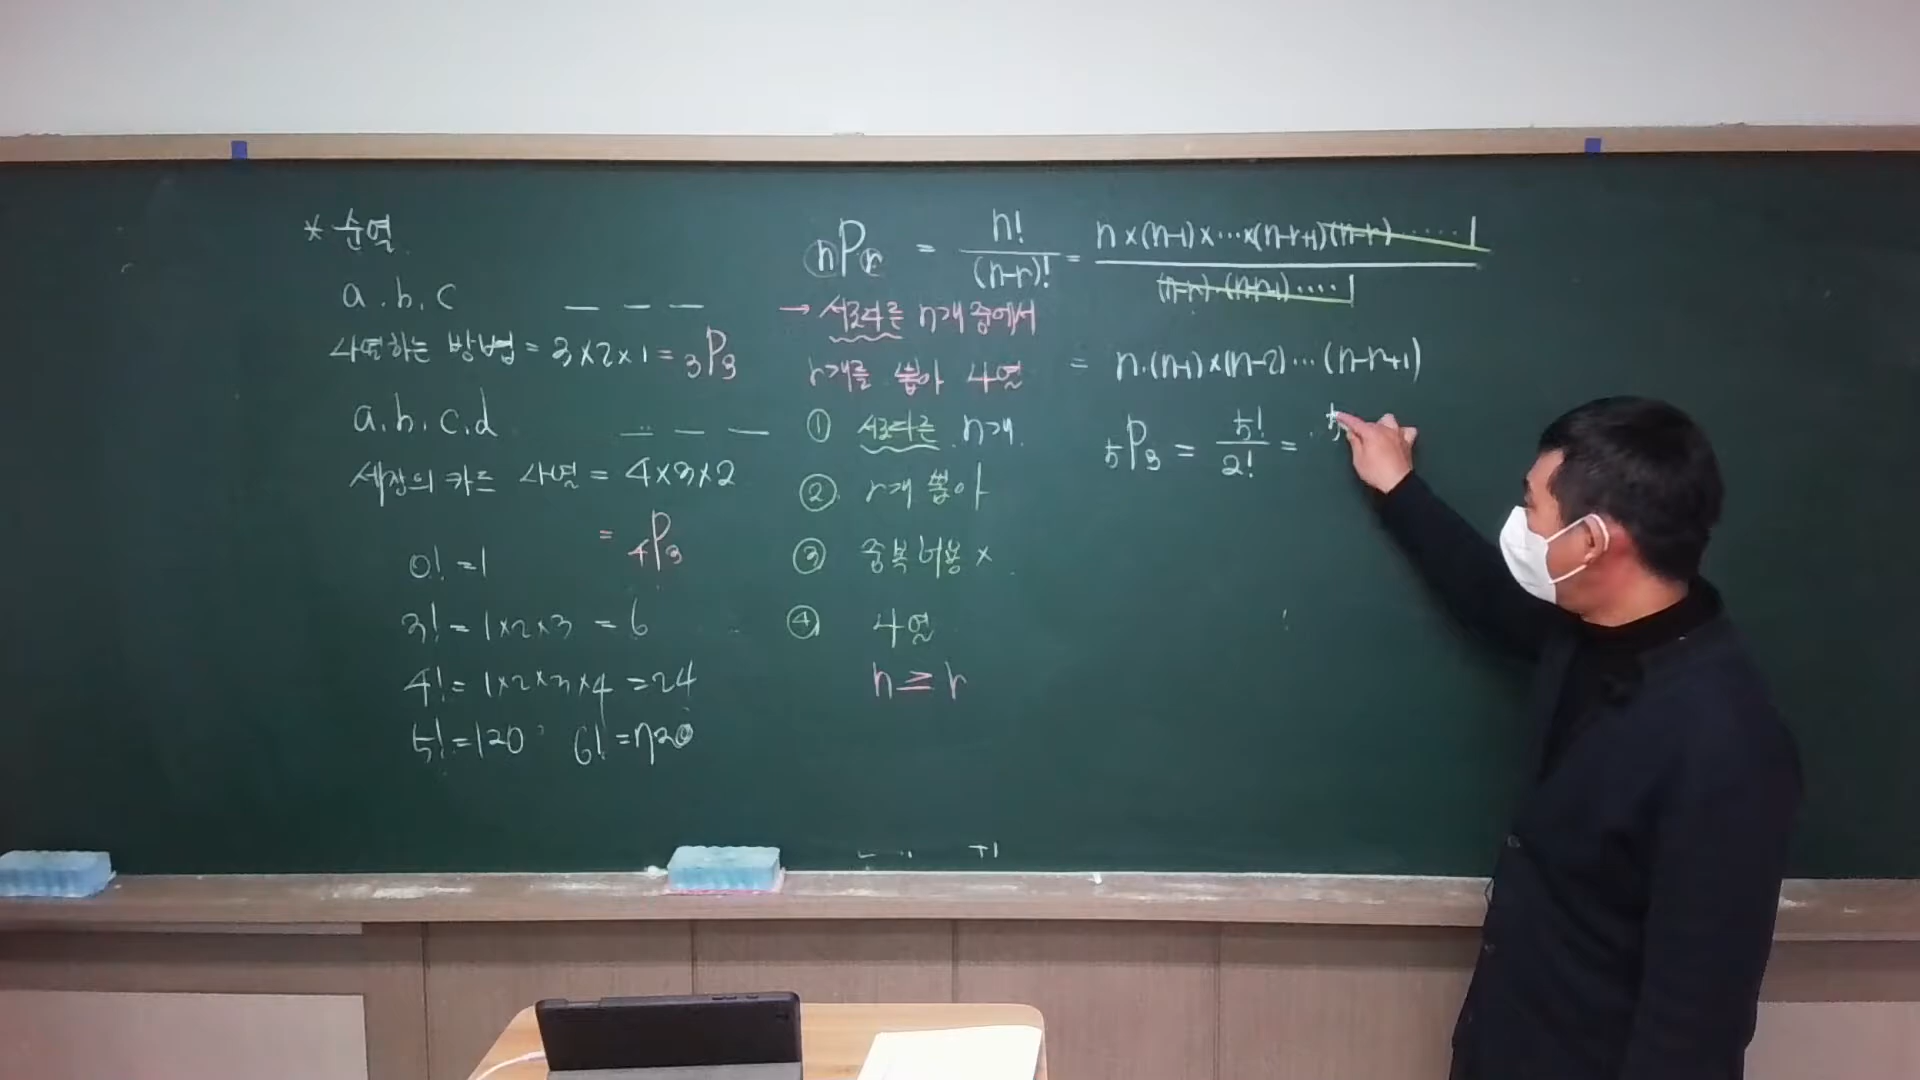 * 순열
a . b . c _ _ _
나열하는 방법 = 3×2×1 = ₃P₃
a . b . c . d _ _ _
세장의 카드 나열 = 4×3×2
= ₄P₃
0! = 1
3! = 1×2×3 = 6
4! = 1×2×3×4 = 24
5! = 120 6! = 720
nPr = n!/(n-r)! = n×(n-1)×···×(n-r+1)(n-r)·····1 / (n-r)·(n-r-1)····1
→ 서로다른 n개 중에서
r개를 뽑아 나열
① 서로다른 n개
② r개 뽑아
③ 중복허용 ×
④ 나열
n ≥ r
= n·(n-1)×(n-2)···(n-r+1)
₅P₃ = 5!/2! = 5